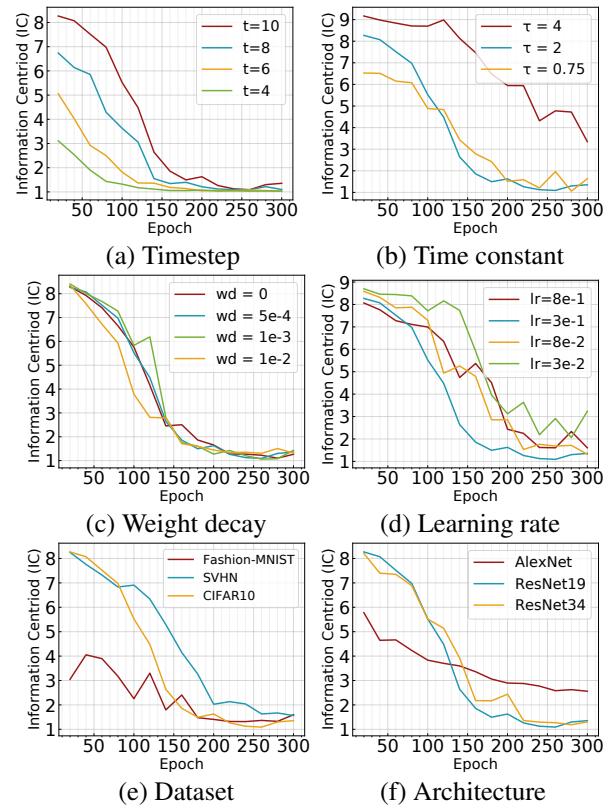 Information Centriod (IC)
8
7
6
5
4
3
2
1
t=10
t=8
t=6
t=4
50 100 150 200 250 300
Epoch
(a) Timestep
Information Centriod (IC)
9
8
7
6
5
4
3
2
1
τ = 4
τ = 2
τ = 0.75
50 100 150 200 250 300
Epoch
(b) Time constant
Information Centriod (IC)
8
7
6
5
4
3
2
1
wd = 0
wd = 5e-4
wd = 1e-3
wd = 1e-2
50 100 150 200 250 300
Epoch
(c) Weight decay
Information Centriod (IC)
9
8
7
6
5
4
3
2
1
lr=8e-1
lr=3e-1
lr=8e-2
lr=3e-2
50 100 150 200 250 300
Epoch
(d) Learning rate
Information Centriod (IC)
8
7
6
5
4
3
2
1
Fashion-MNIST
SVHN
CIFAR10
50 100 150 200 250 300
Epoch
(e) Dataset
Information Centriod (IC)
8
7
6
5
4
3
2
1
AlexNet
ResNet19
ResNet34
50 100 150 200 250 300
Epoch
(f) Architecture